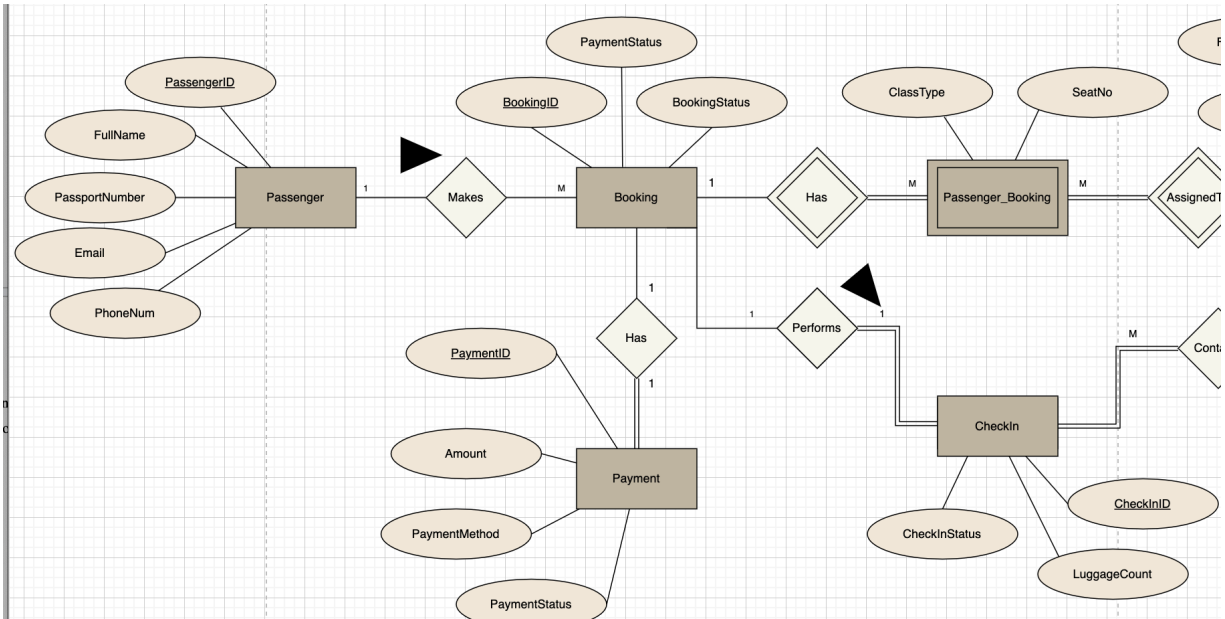 PaymentStatus
PassengerID
BookingID
BookingStatus
ClassType
SeatNo
FullName
PassportNumber
Passenger
1
Makes
M
Booking
1
Has
M
Passenger_Booking
M
Email
PhoneNum
1
Has
1
1
Performs
1
M
PaymentID
Amount
Payment
PaymentMethod
PaymentStatus
CheckIn
CheckInID
CheckInStatus
LuggageCount